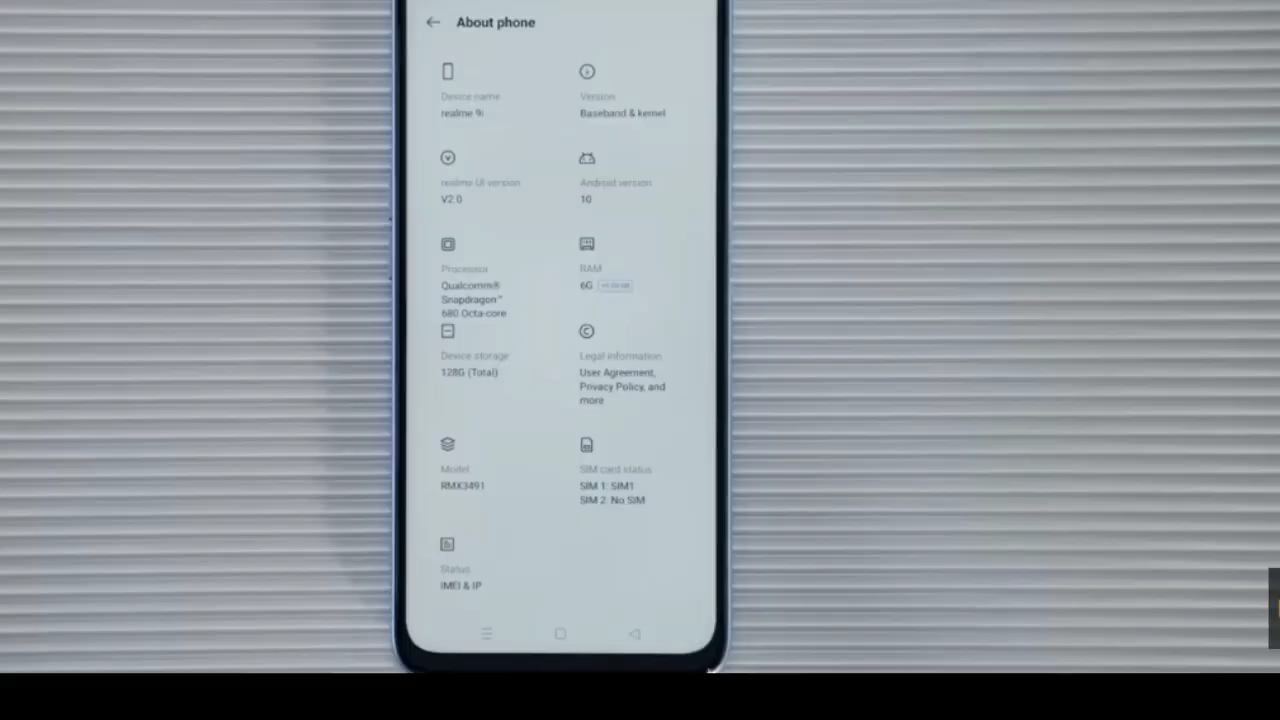 About phone
Device name
realme 9i
Version
Baseband & kernel
realme UI version
V2.0
Android version
10
Processor
Qualcomm®
Snapdragon™
680 Octa-core
RAM
6G
Device storage
128G (Total)
Legal information
User Agreement,
Privacy Policy, and
more
Model
RMX3491
SIM card status
SIM 1: SIM1
SIM 2: No SIM
Status
IMEI & IP